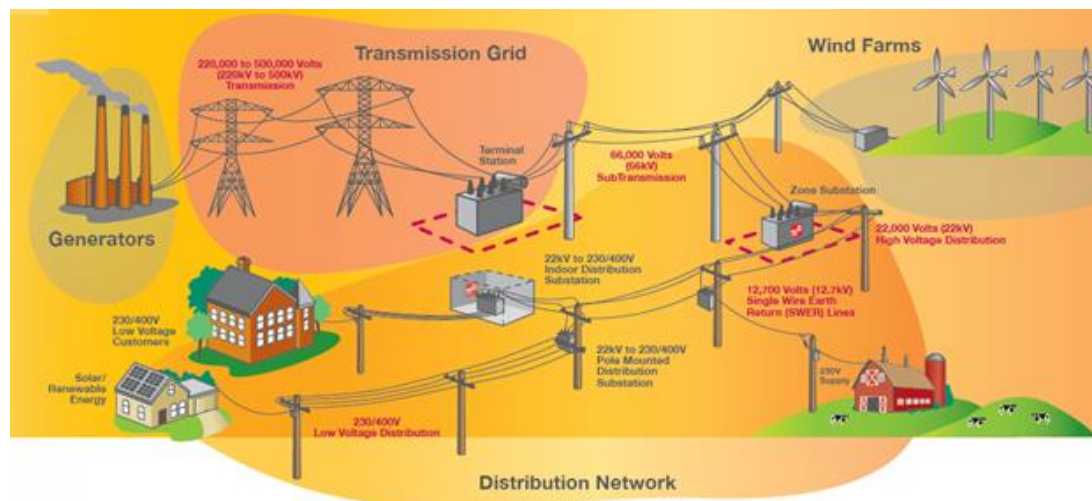 Transmission Grid
Wind Farms
220,000 to 500,000 Volts
(220kV to 500kV)
Transmission
Terminal
Station
66,000 Volts
(66kV)
SubTransmission
Zone Substation
Generators
22,000 Volts (22kV)
High Voltage Distribution
22kV to 230/400V
Indoor Distribution
Substation
12,700 Volts (12.7kV)
Single Wire Earth
Return (SWER) Lines
230/400V
Low Voltage
Customers
22kV to 230/400V
Pole Mounted
Distribution
Substation
230V
Supply
Solar/
Renewable
Energy
230/400V
Low Voltage Distribution
Distribution Network